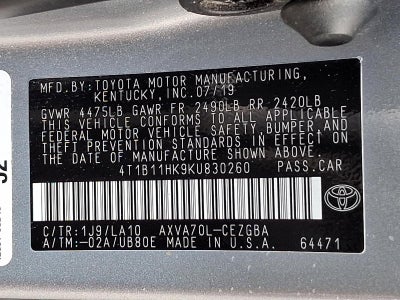 MFD.BY:TOYOTA MOTOR MANUFACTURING,
KENTUCKY, INC.07/19
GVWR 4475LB GAWR FR 2490LB RR 2420LB
THIS VEHICLE CONFORMS TO ALL APPLICABLE
FEDERAL MOTOR VEHICLE SAFETY, BUMPER AND
THEFT PREVENTION STANDARDS IN EFFECT ON
THE DATE OF MANUFACTURE SHOWN ABOVE.
4T1B11HK9KU830260 PASS.CAR
C/TR:1J9/LA10 AXVA70L-CEZGBA
A/TM:-02A/UB80E MADE IN U.S.A. 64471